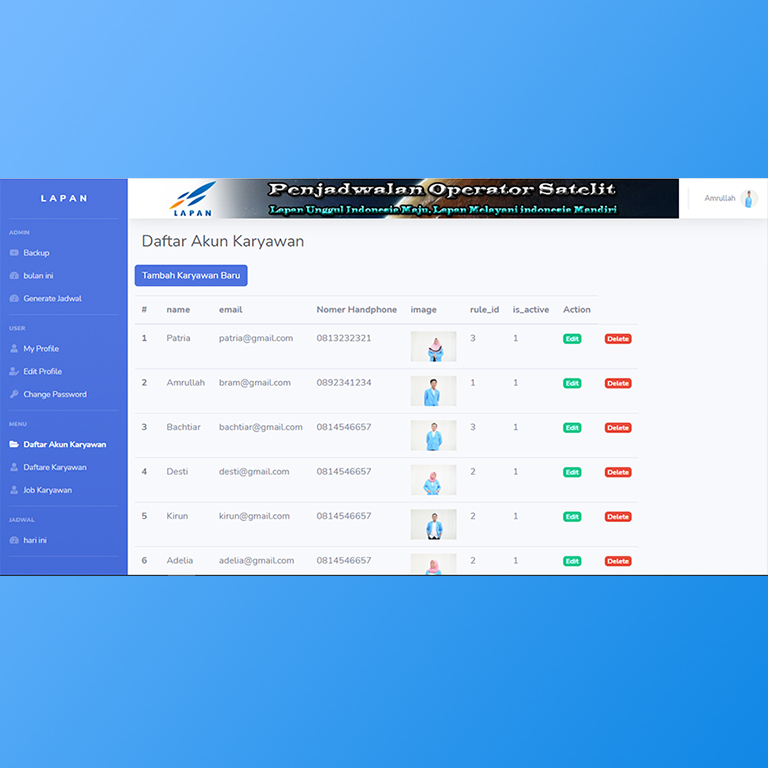 LAPAN
ADMIN
Backup
bulan ini
Generate Jadwal
USER
My Profile
Edit Profile
Change Password
MENU
Daftar Akun Karyawan
Daftare Karyawan
Job Karyawan
JADWAL
hari ini
LAPAN
Penjadwalan Operator Satelit
Lapan Unggul Indonesia Maju, Lapan Melayani indonesia Mandiri
Amrullah
Daftar Akun Karyawan
Tambah Karyawan Baru
# name email Nomer Handphone image rule_id is_active Action
1 Patria patria@gmail.com 0813232321 3 1 Edit Delete
2 Amrullah bram@gmail.com 0892341234 1 1 Edit Delete
3 Bachtiar bachtiar@gmail.com 0814546657 3 1 Edit Delete
4 Desti desti@gmail.com 0814546657 2 1 Edit Delete
5 Kirun kirun@gmail.com 0814546657 2 1 Edit Delete
6 Adelia adelia@gmail.com 0814546657 2 1 Edit Delete